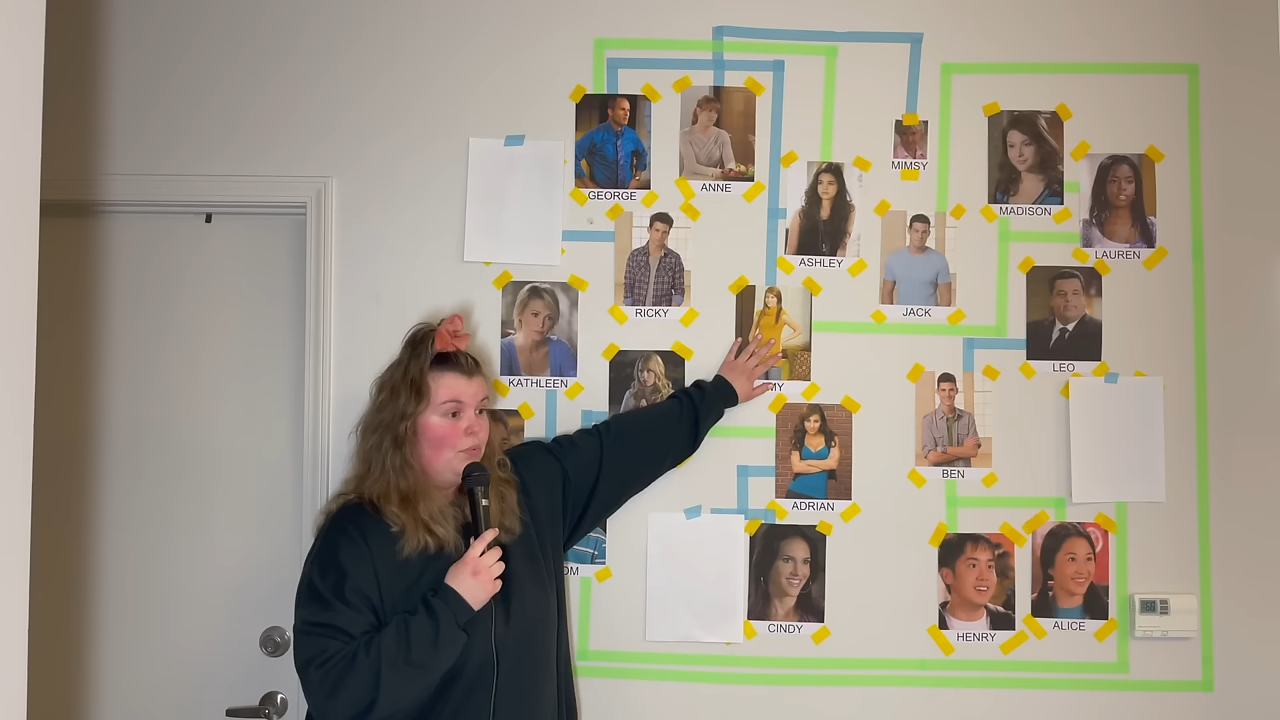 GEORGE
ANNE
MIMSY
MADISON
ASHLEY
LAUREN
RICKY
JACK
KATHLEEN
LEO
BEN
ADRIAN
CINDY
HENRY
ALICE